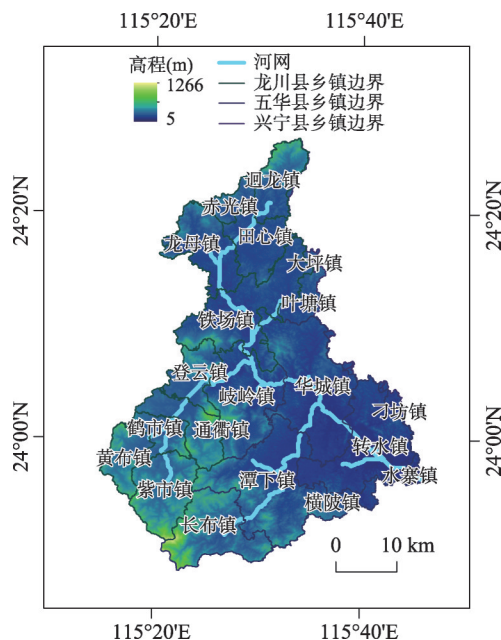 115°20'E 115°40'E
高程(m)
1266
5
河网
龙川县乡镇边界
五华县乡镇边界
兴宁县乡镇边界
24°20'N 24°20'N
迴龙镇
赤光镇
田心镇
龙母镇
大坪镇
叶塘镇
铁场镇
登云镇
岐岭镇
华城镇
刁坊镇
鹤市镇
通衢镇
转水镇
24°00'N 24°00'N
黄布镇
水寨镇
紫市镇
潭下镇
横陂镇
长布镇
0 10 km
115°20'E 115°40'E